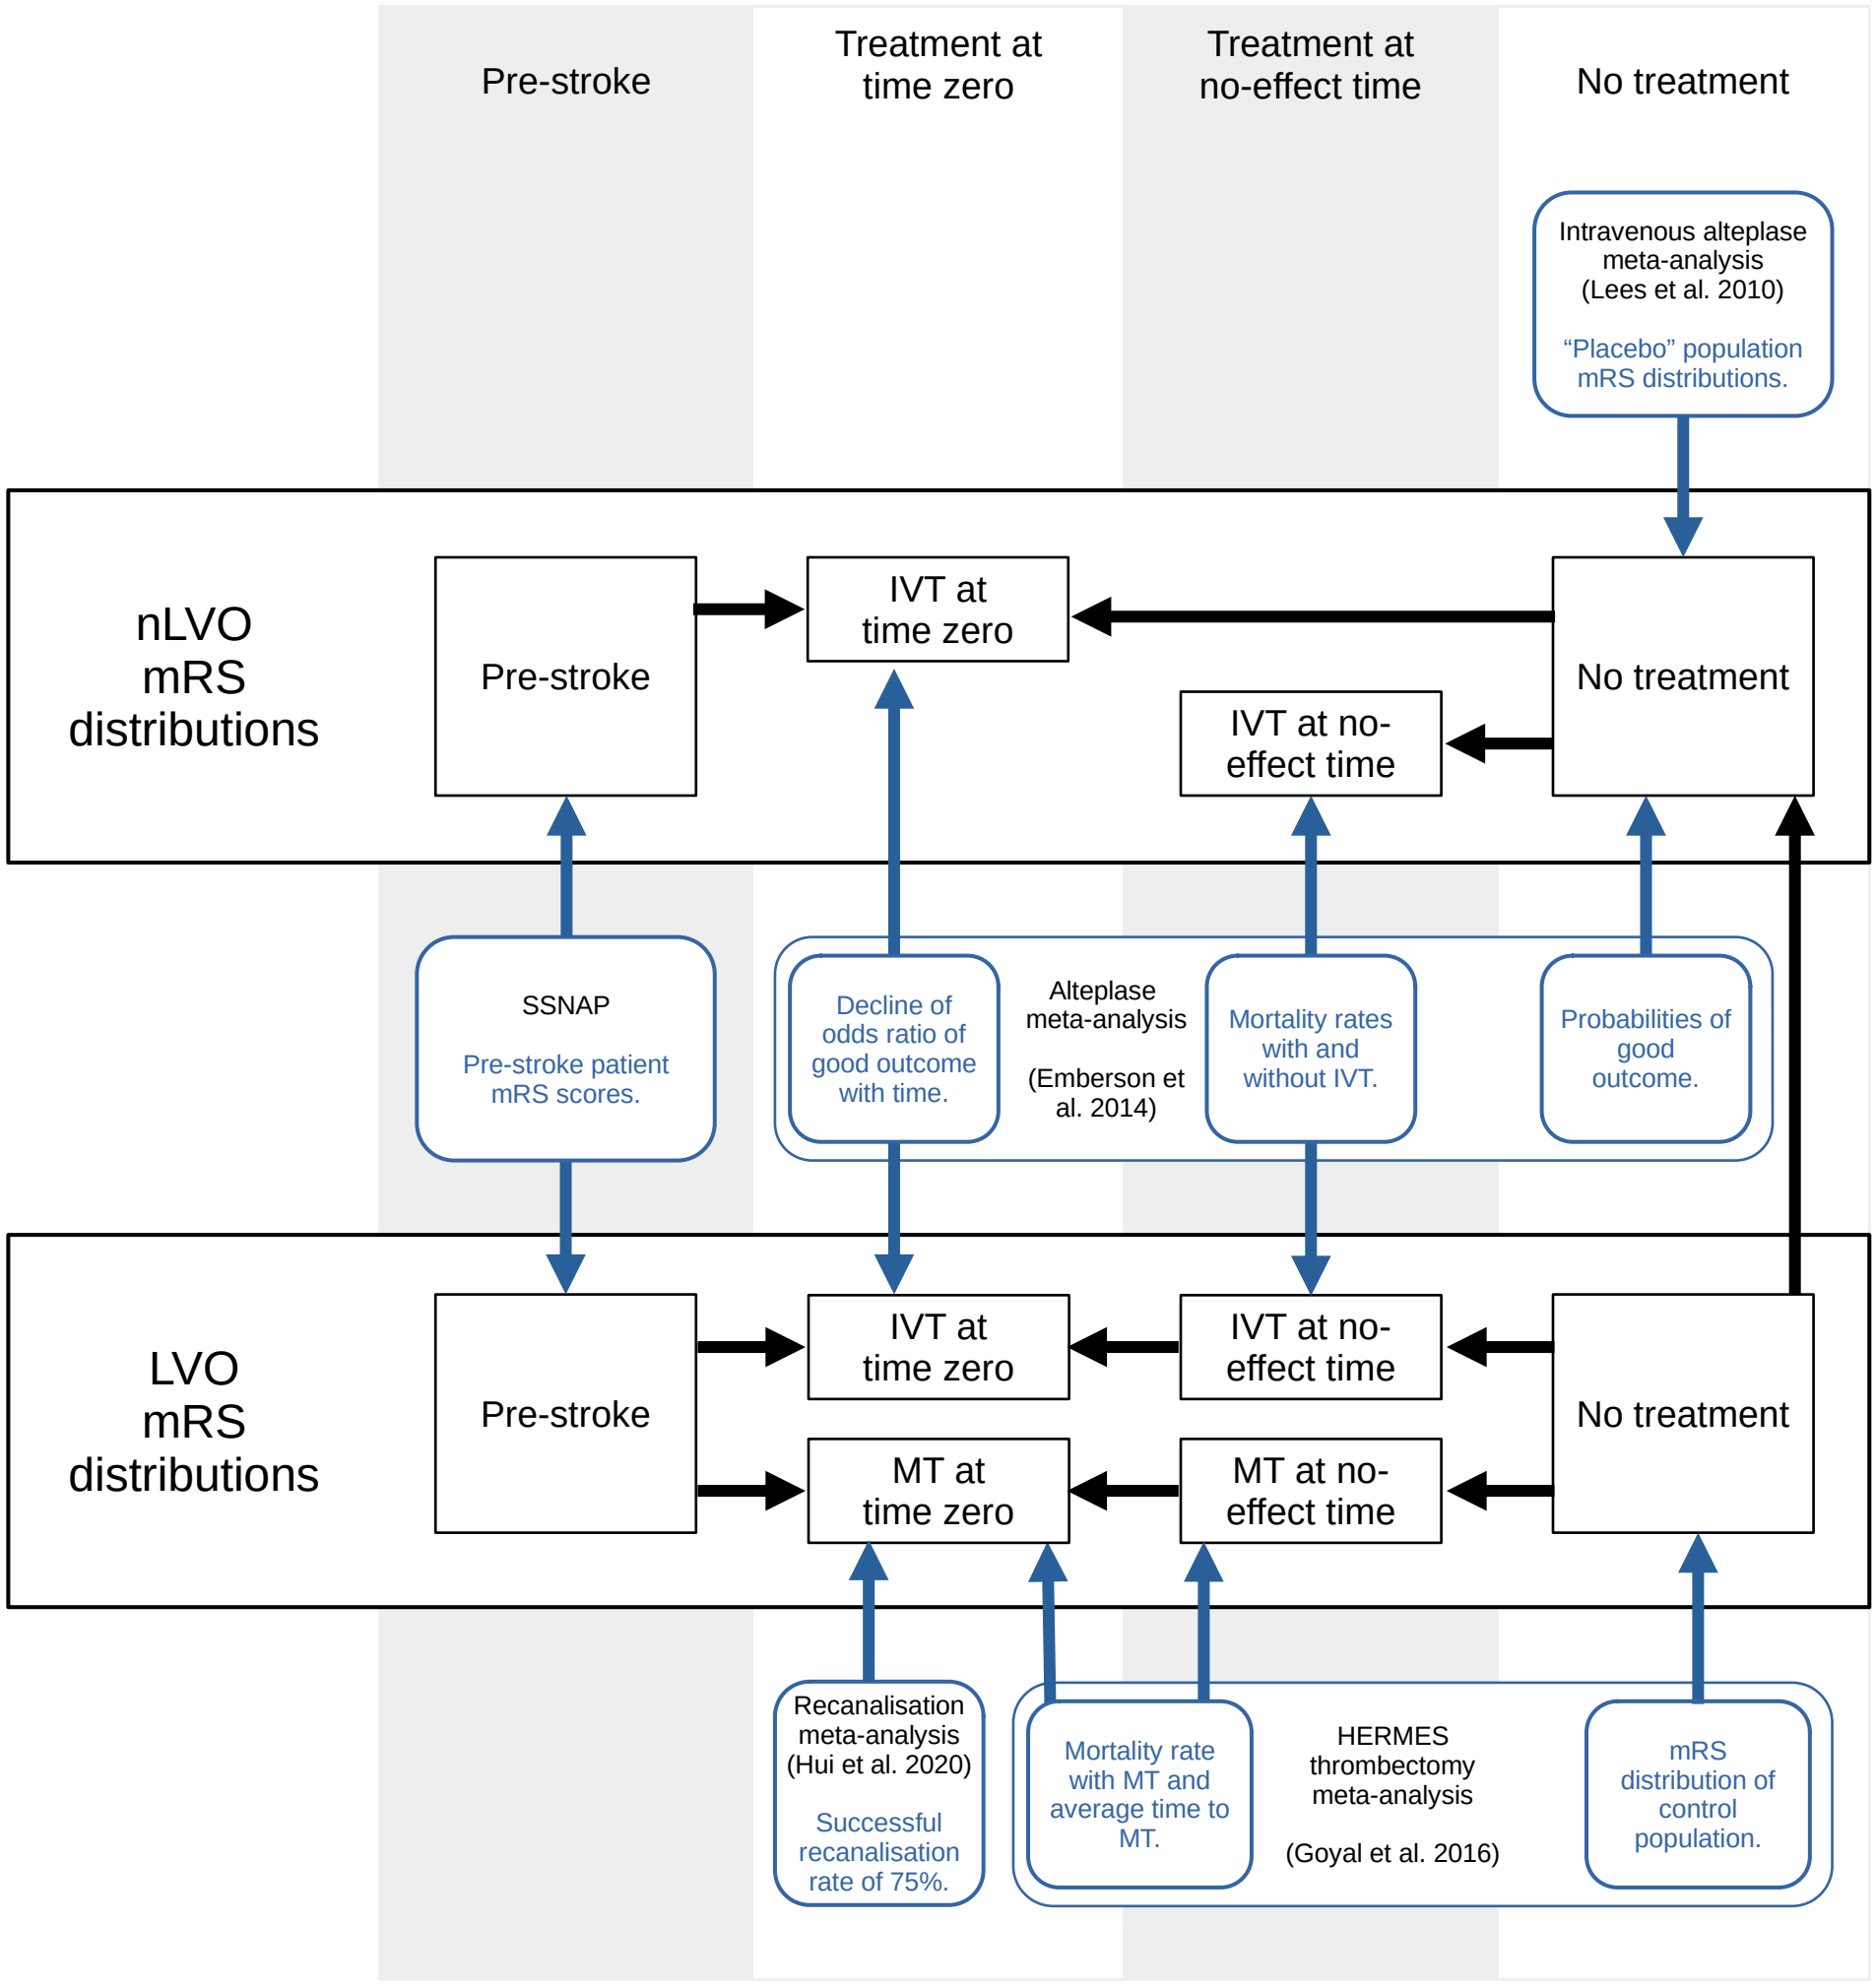 Pre-stroke
Treatment at
time zero
Treatment at
no-effect time
No treatment
Intravenous alteplase
meta-analysis
(Lees et al. 2010)
“Placebo” population
mRS distributions.
nLVO
mRS
distributions
Pre-stroke
IVT at
time zero
IVT at no-
effect time
No treatment
SSNAP
Pre-stroke patient
mRS scores.
Decline of
odds ratio of
good outcome
with time.
Alteplase
meta-analysis
(Emberson et
al. 2014)
Mortality rates
with and
without IVT.
Probabilities of
good
outcome.
LVO
mRS
distributions
Pre-stroke
IVT at
time zero
IVT at no-
effect time
MT at
time zero
MT at no-
effect time
No treatment
Recanalisation
meta-analysis
(Hui et al. 2020)
Successful
recanalisation
rate of 75%.
Mortality rate
with MT and
average time to
MT.
HERMES
thrombectomy
meta-analysis
(Goyal et al. 2016)
mRS
distribution of
control
population.